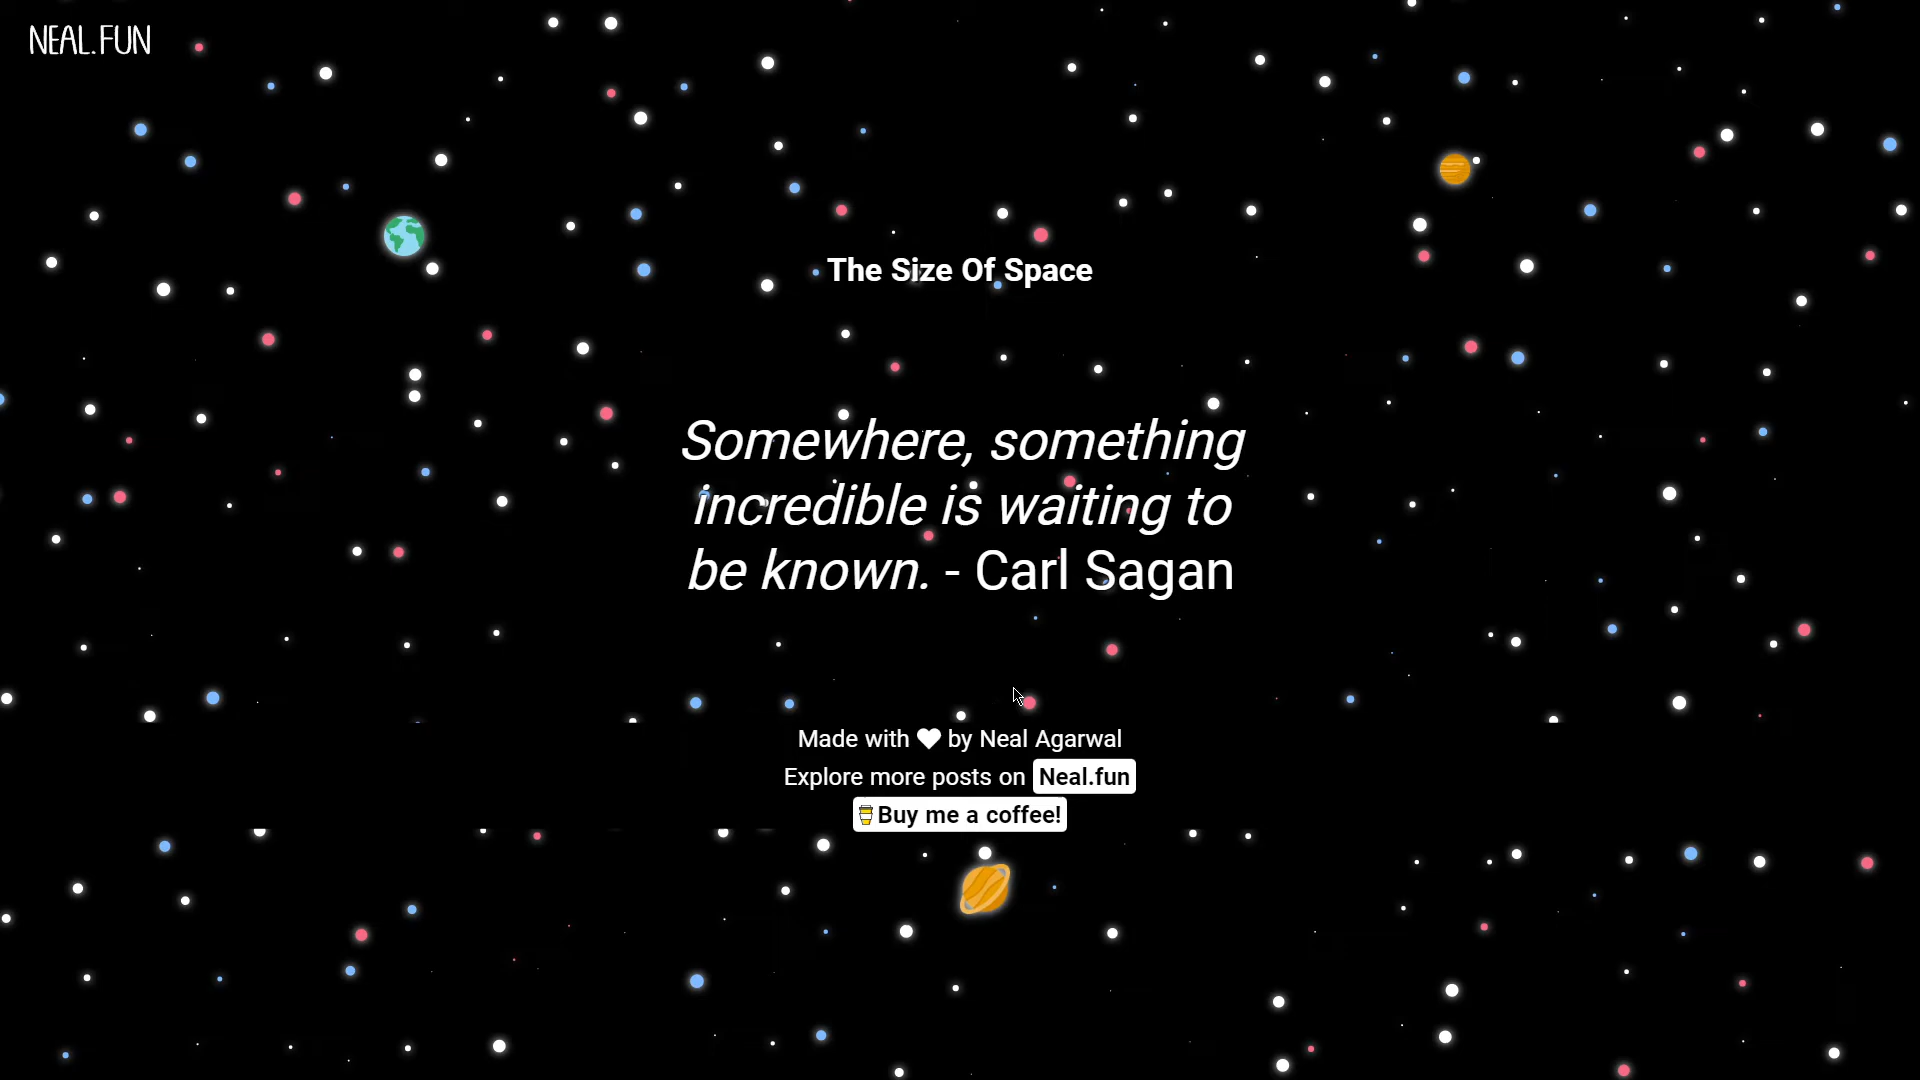 NEAL.FUN
The Size Of Space
Somewhere, something
incredible is waiting to
be known. - Carl Sagan
Made with by Neal Agarwal
Explore more posts on Neal.fun
Buy me a coffee!